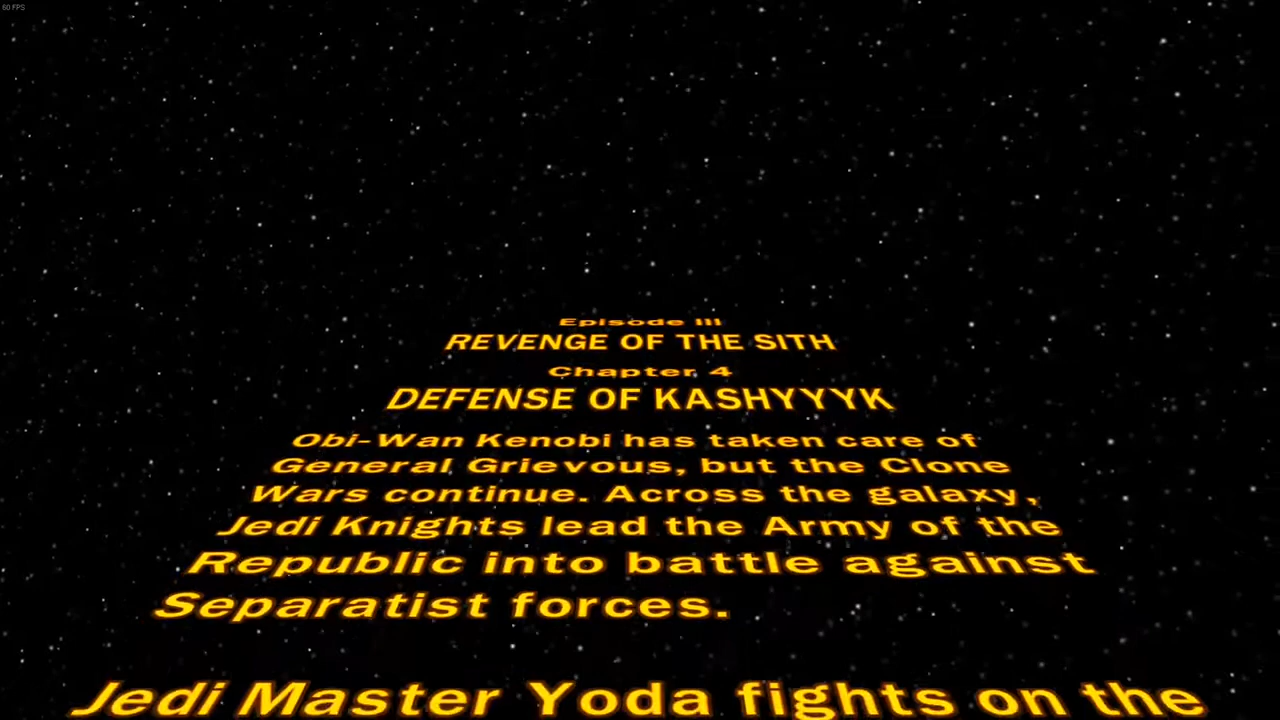 60 FPS
Episode III
REVENGE OF THE SITH
Chapter 4
DEFENSE OF KASHYYYK
Obi-Wan Kenobi has taken care of
General Grievous, but the Clone
Wars continue. Across the galaxy,
Jedi Knights lead the Army of the
Republic into battle against
Separatist forces.
Jedi Master Yoda fights on the